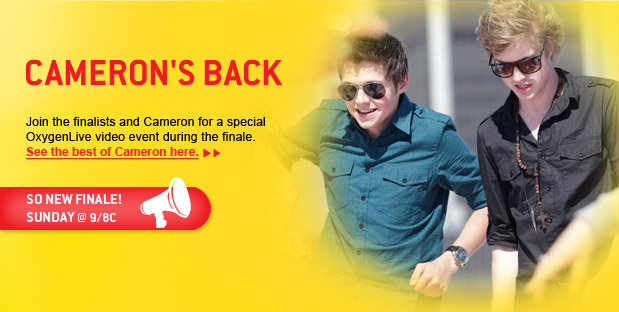 CAMERON'S BACK
Join the finalists and Cameron for a special
OxygenLive video event during the finale.
See the best of Cameron here.
SO NEW FINALE!
SUNDAY @ 9/8C